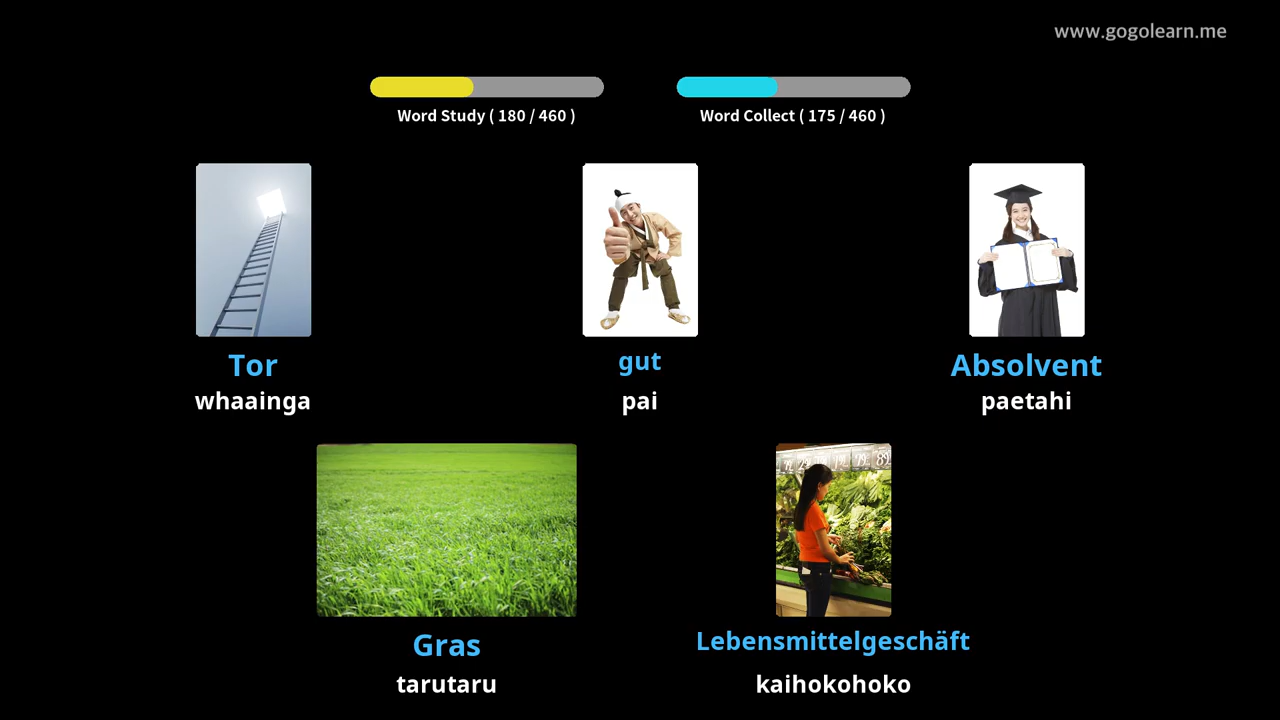 www.gogolearn.me
Word Study ( 180 / 460 )
Word Collect ( 175 / 460 )
Tor
whaainga
gut
pai
Absolvent
paetahi
Gras
tarutaru
Lebensmittelgeschäft
kaihokohoko